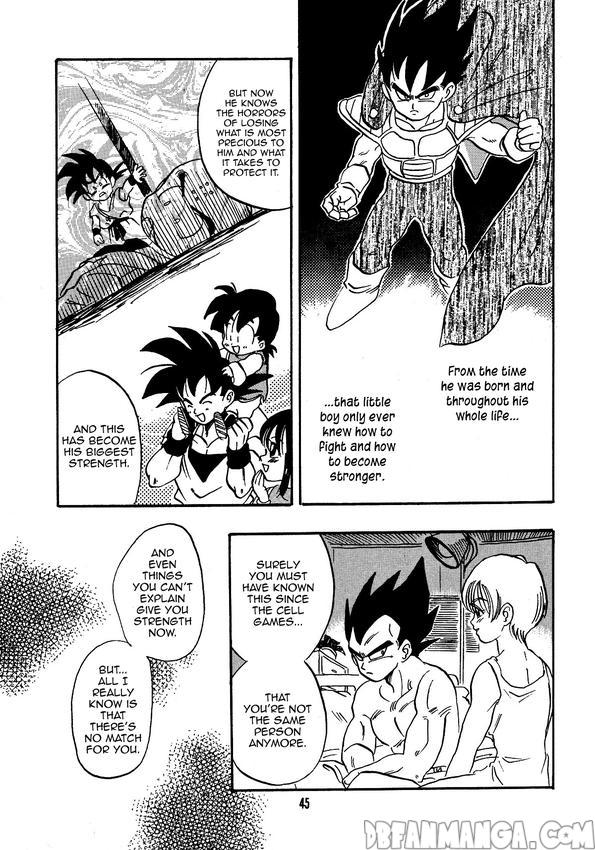 From the time
he was born and
throughout his
whole life...
...that little
boy only ever
knew how to
fight and how
to become
stronger.
BUT NOW
HE KNOWS
THE HORRORS
OF LOSING
WHAT IS MOST
PRECIOUS TO
HIM AND WHAT
IT TAKES TO
PROTECT IT.
AND THIS
HAS BECOME
HIS BIGGEST
STRENGTH.
SURELY
YOU MUST
HAVE KNOWN
THIS SINCE
THE CELL
GAMES...
THAT
YOU'RE NOT
THE SAME
PERSON
ANYMORE.
AND
EVEN
THINGS
YOU CAN'T
EXPLAIN
GIVE YOU
STRENGTH
NOW.
BUT...
ALL I
REALLY
KNOW IS
THAT
THERE'S
NO MATCH
FOR YOU.
45
DBFANMANGA.COM